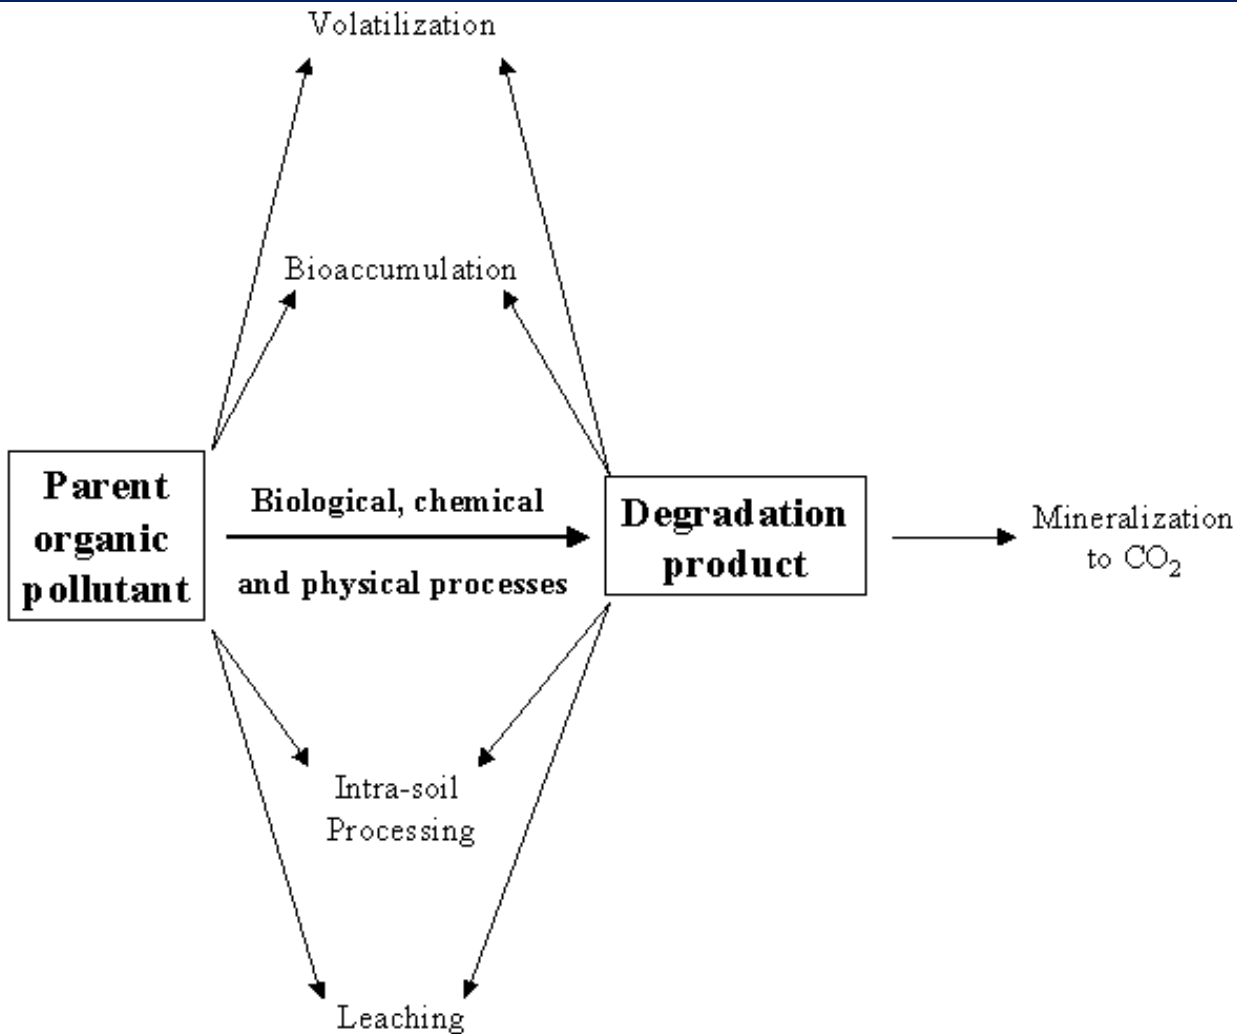 Volatilization
Bioaccumulation
Parent
organic
pollutant
Biological, chemical
and physical processes
Degradation
product
Mineralization
to CO₂
Intra-soil
Processing
Leaching